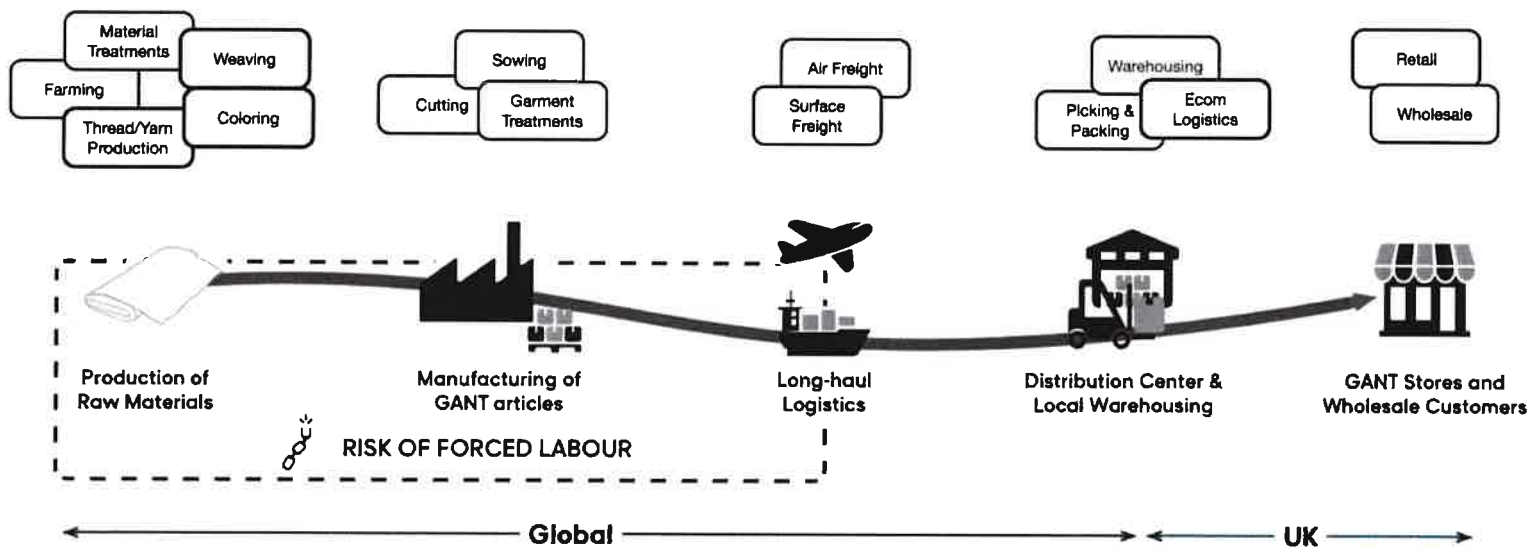 Material
Treatments
Weaving
Farming
Thread/Yarn
Production
Coloring
Sowing
Cutting
Garment
Treatments
Air Freight
Surface
Freight
Warehousing
Picking &
Packing
Ecom
Logistics
Retail
Wholesale
Production of
Raw Materials
Manufacturing of
GANT articles
Long-haul
Logistics
Distribution Center &
Local Warehousing
GANT Stores and
Wholesale Customers
RISK OF FORCED LABOUR
Global
UK